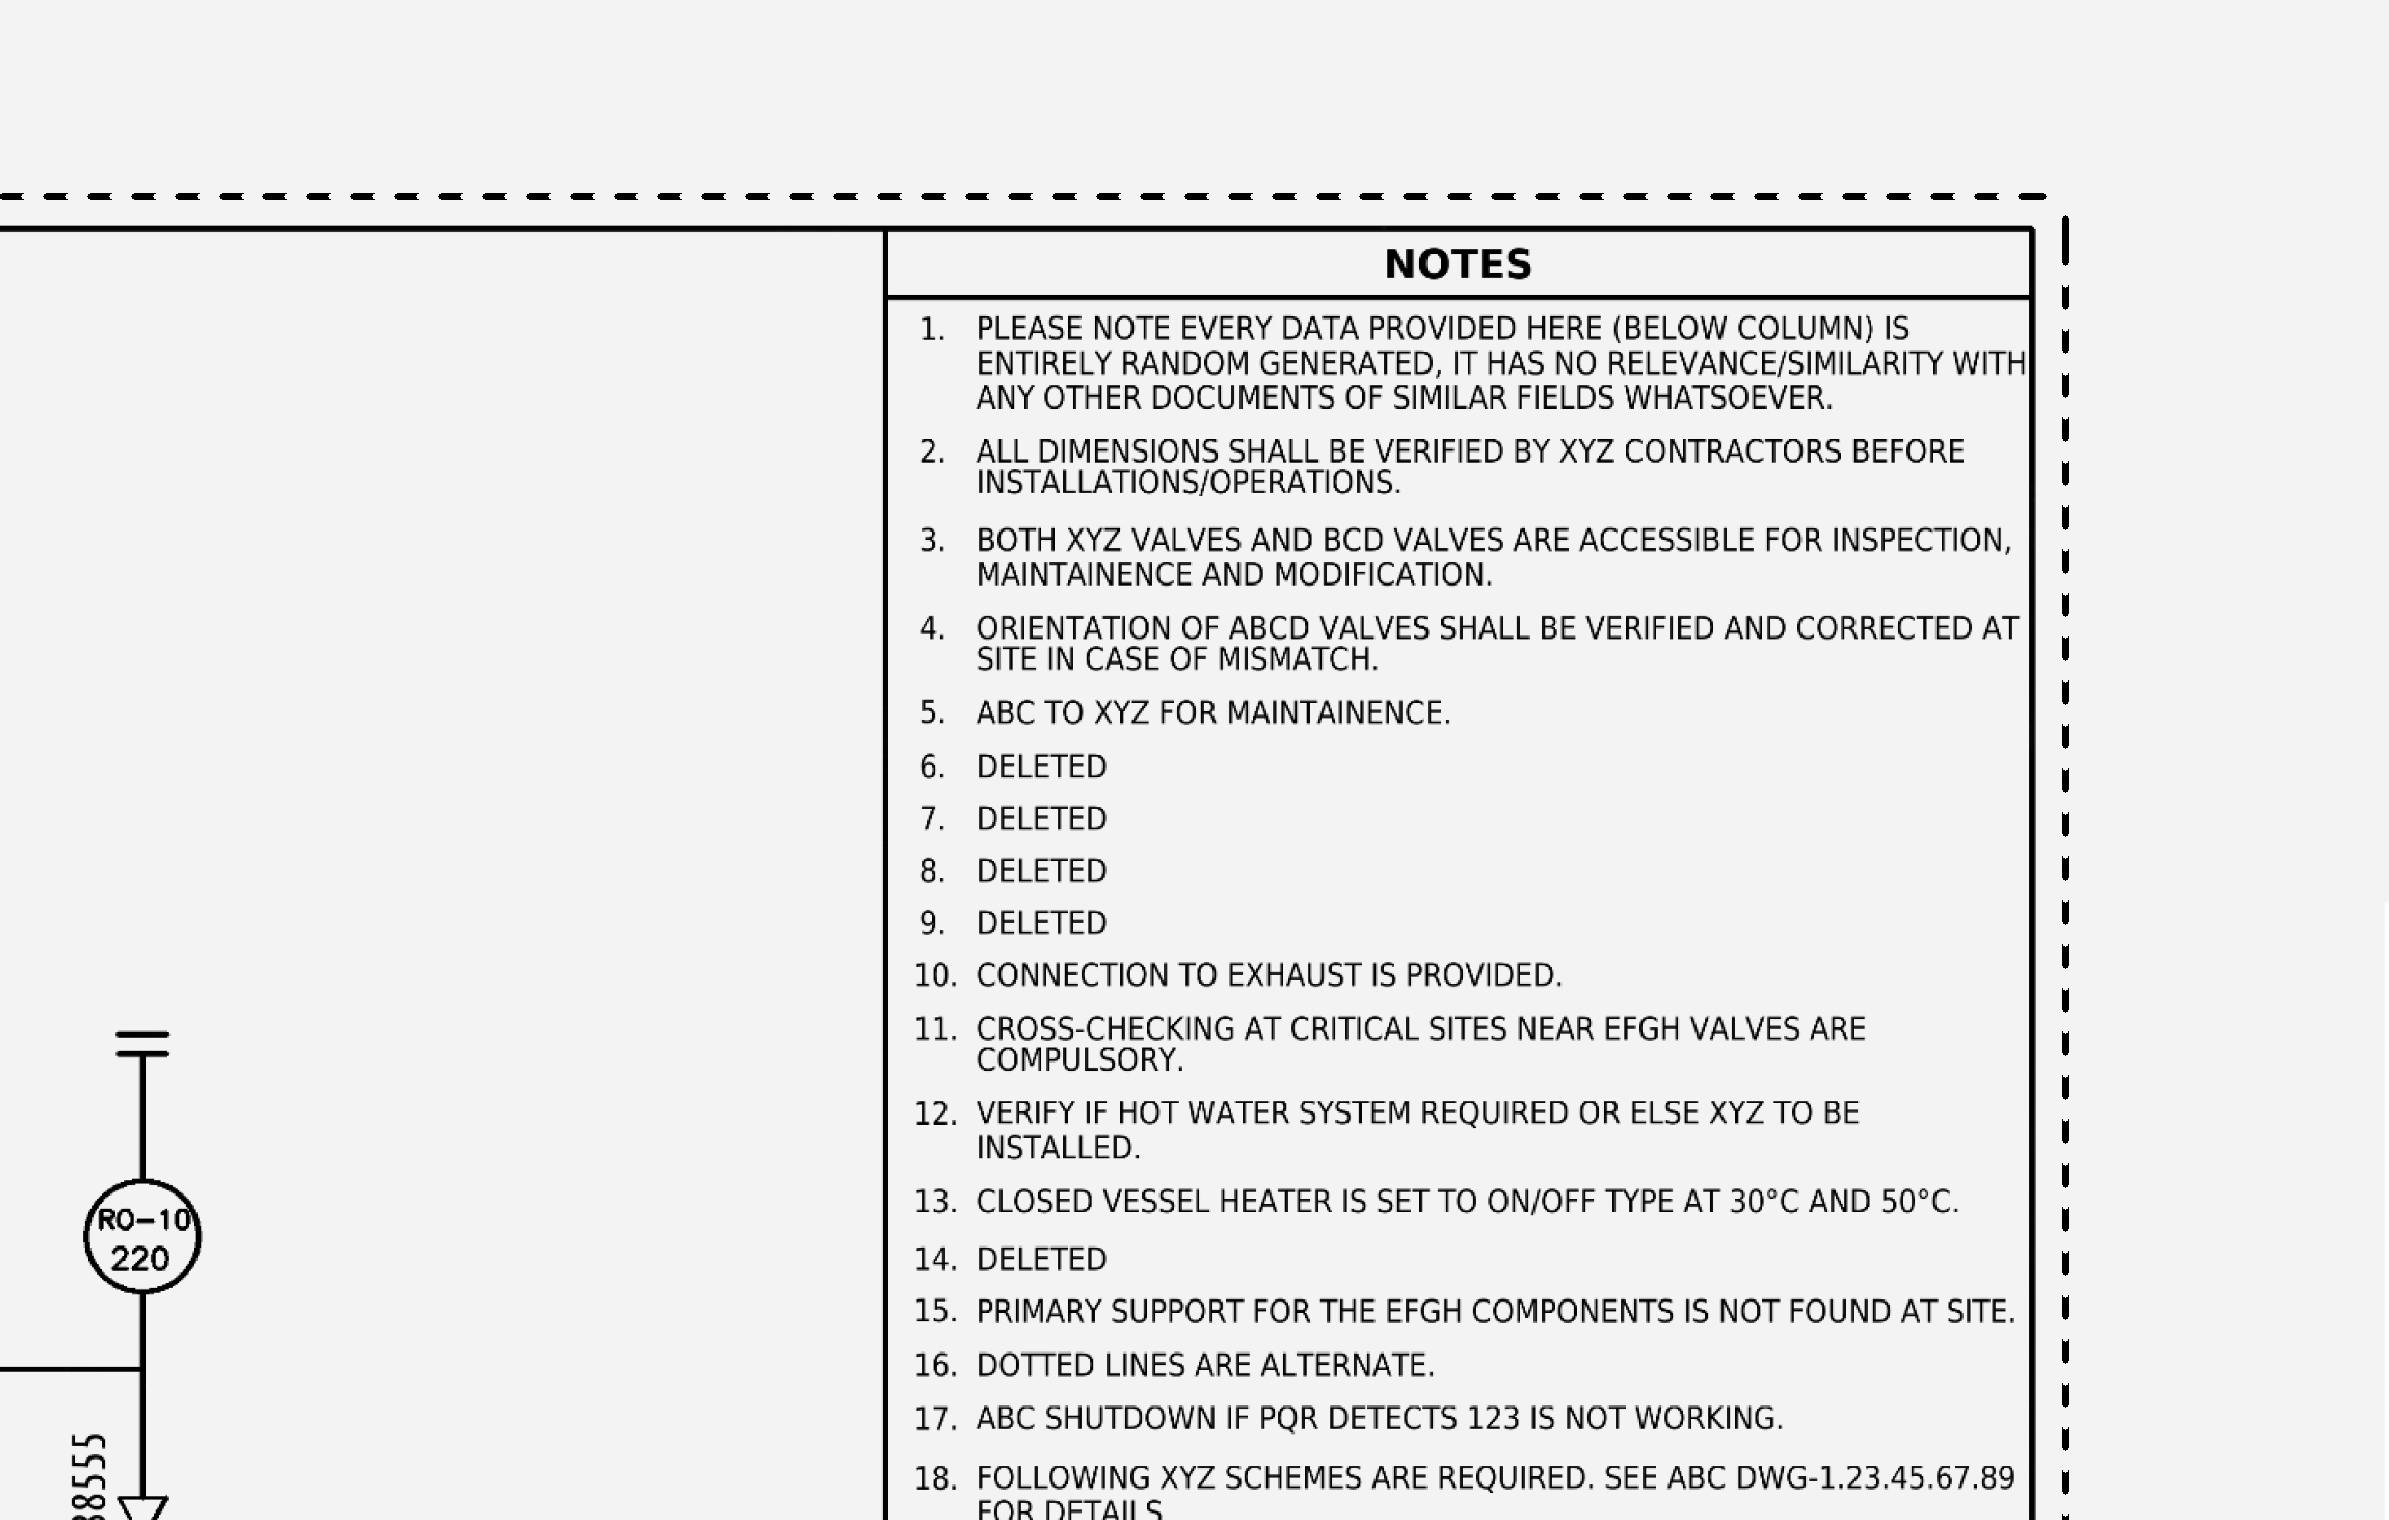 NOTES
1. PLEASE NOTE EVERY DATA PROVIDED HERE (BELOW COLUMN) IS
ENTIRELY RANDOM GENERATED, IT HAS NO RELEVANCE/SIMILARITY WITH
ANY OTHER DOCUMENTS OF SIMILAR FIELDS WHATSOEVER.
2. ALL DIMENSIONS SHALL BE VERIFIED BY XYZ CONTRACTORS BEFORE
INSTALLATIONS/OPERATIONS.
3. BOTH XYZ VALVES AND BCD VALVES ARE ACCESSIBLE FOR INSPECTION,
MAINTAINENCE AND MODIFICATION.
4. ORIENTATION OF ABCD VALVES SHALL BE VERIFIED AND CORRECTED AT
SITE IN CASE OF MISMATCH.
5. ABC TO XYZ FOR MAINTAINENCE.
6. DELETED
7. DELETED
8. DELETED
9. DELETED
10. CONNECTION TO EXHAUST IS PROVIDED.
11. CROSS-CHECKING AT CRITICAL SITES NEAR EFGH VALVES ARE
COMPULSORY.
12. VERIFY IF HOT WATER SYSTEM REQUIRED OR ELSE XYZ TO BE
INSTALLED.
13. CLOSED VESSEL HEATER IS SET TO ON/OFF TYPE AT 30°C AND 50°C.
14. DELETED
15. PRIMARY SUPPORT FOR THE EFGH COMPONENTS IS NOT FOUND AT SITE.
16. DOTTED LINES ARE ALTERNATE.
17. ABC SHUTDOWN IF PQR DETECTS 123 IS NOT WORKING.
18. FOLLOWING XYZ SCHEMES ARE REQUIRED. SEE ABC DWG-1.23.45.67.89
FOR DETAILS
RO-10
220